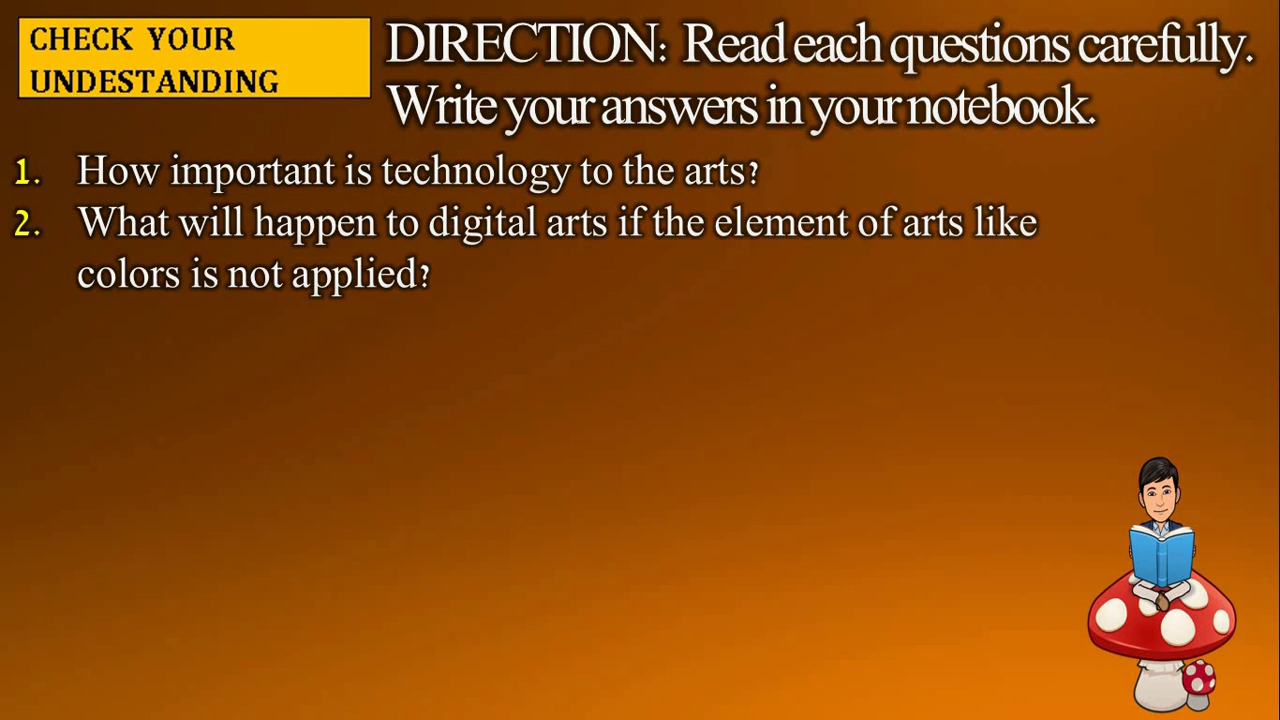 CHECK YOUR
UNDESTANDING
DIRECTION: Read each questions carefully.
Write your answers in your notebook.
1. How important is technology to the arts?
2. What will happen to digital arts if the element of arts like
colors is not applied?